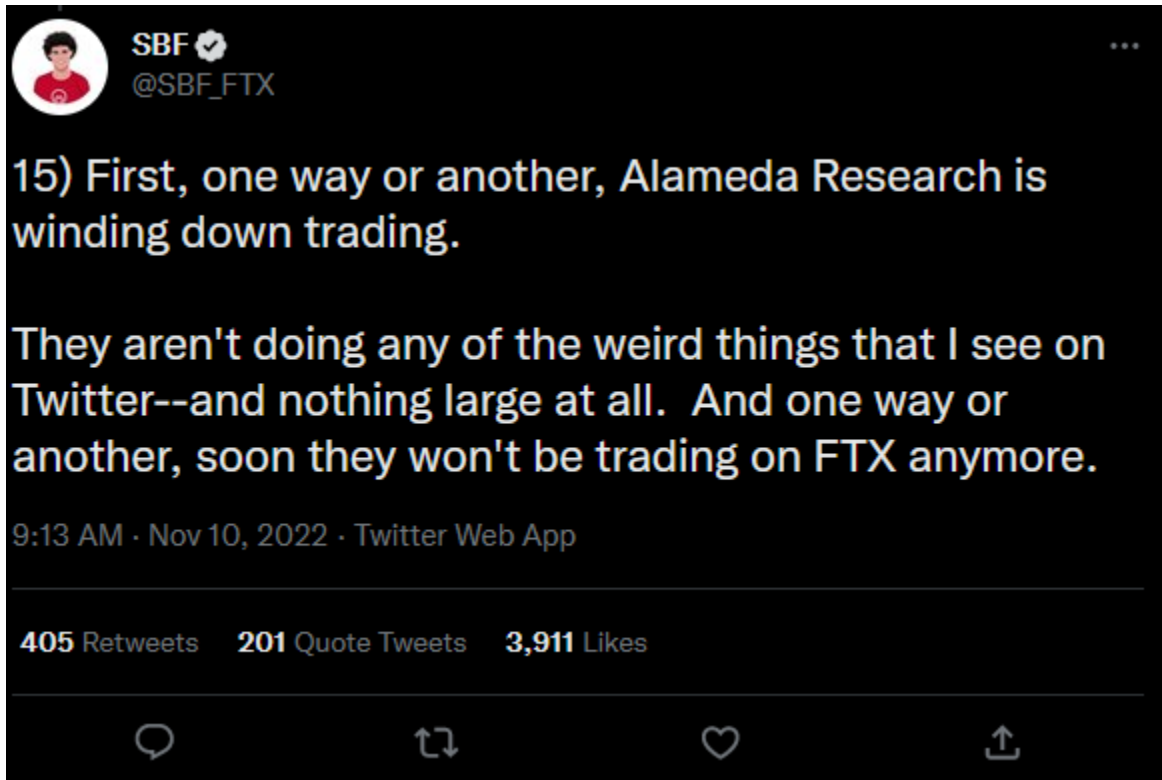 SBF
@SBF_FTX
15) First, one way or another, Alameda Research is
winding down trading.
They aren't doing any of the weird things that I see on
Twitter--and nothing large at all.  And one way or
another, soon they won't be trading on FTX anymore.
9:13 AM · Nov 10, 2022 · Twitter Web App
405 Retweets 201 Quote Tweets 3,911 Likes